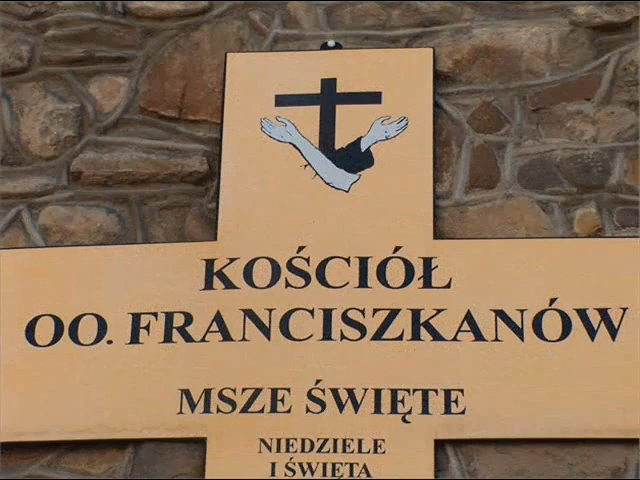 KOŚCIÓŁ
OO. FRANCISZKANÓW
MSZE ŚWIĘTE
NIEDZIELE
I ŚWIĘTA